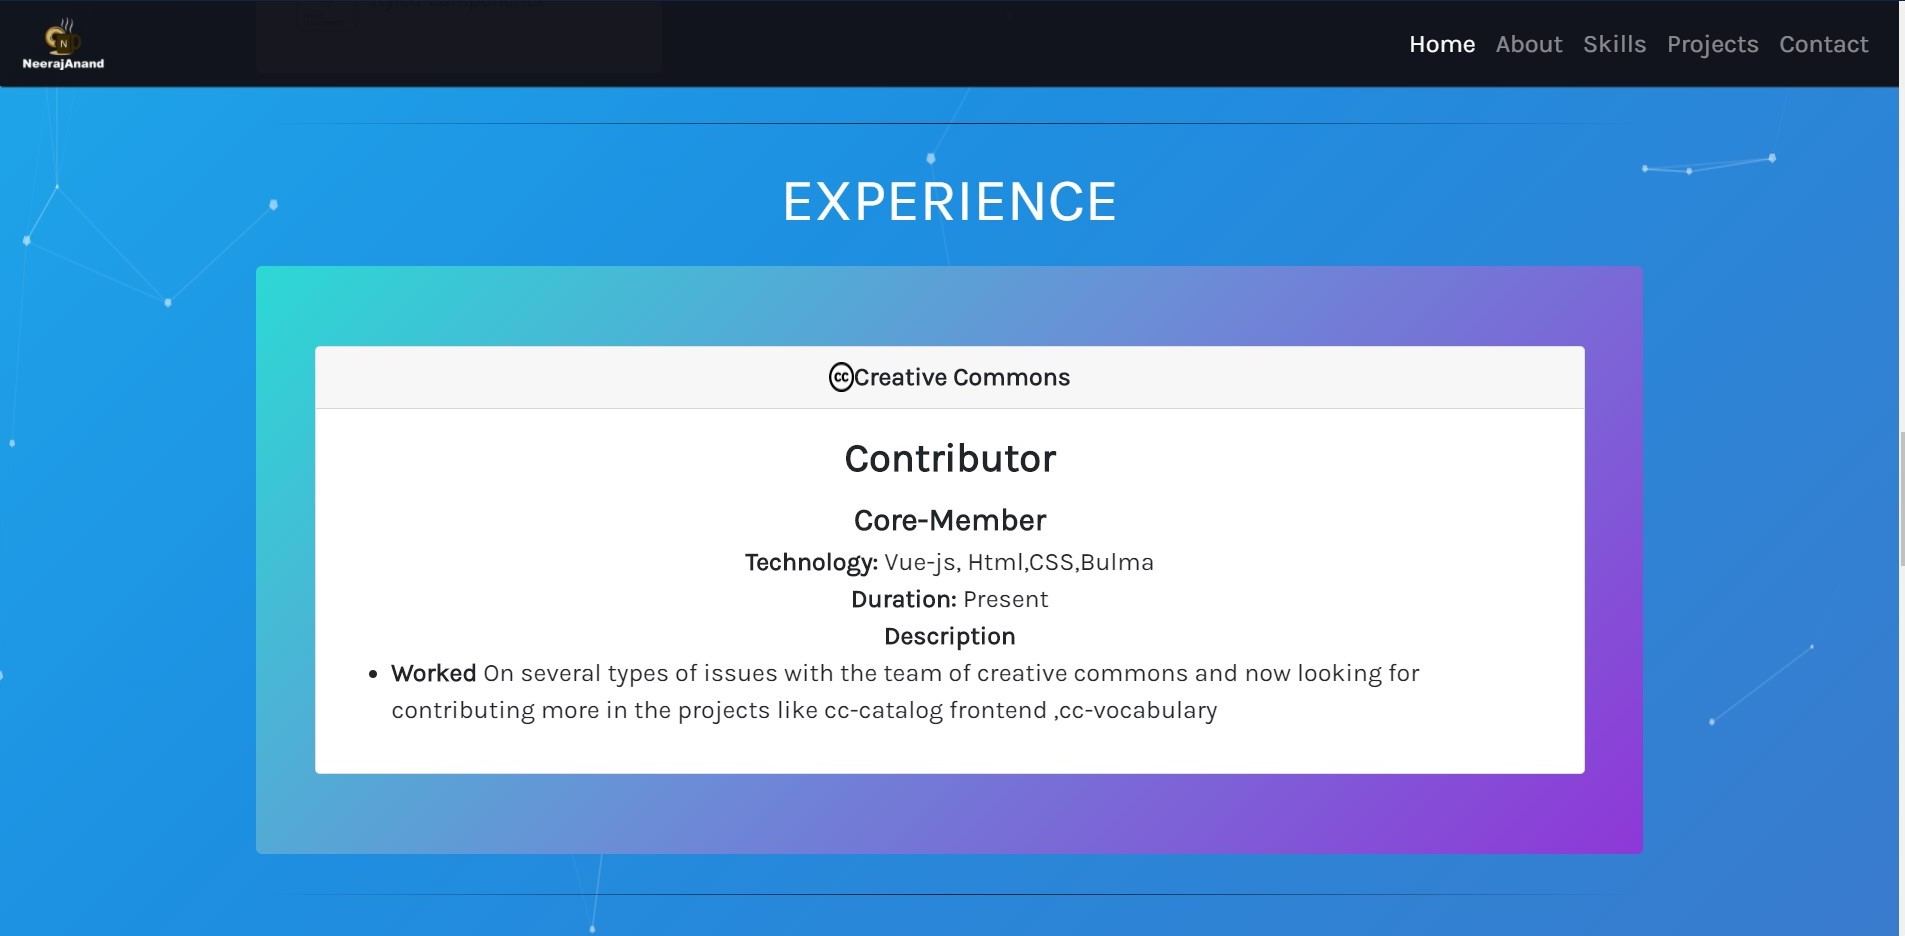 NeerajAnand
Home About Skills Projects Contact
EXPERIENCE
Creative Commons
Contributor
Core-Member
Technology: Vue-js, Html,CSS,Bulma
Duration: Present
Description
• Worked On several types of issues with the team of creative commons and now looking for
contributing more in the projects like cc-catalog frontend ,cc-vocabulary